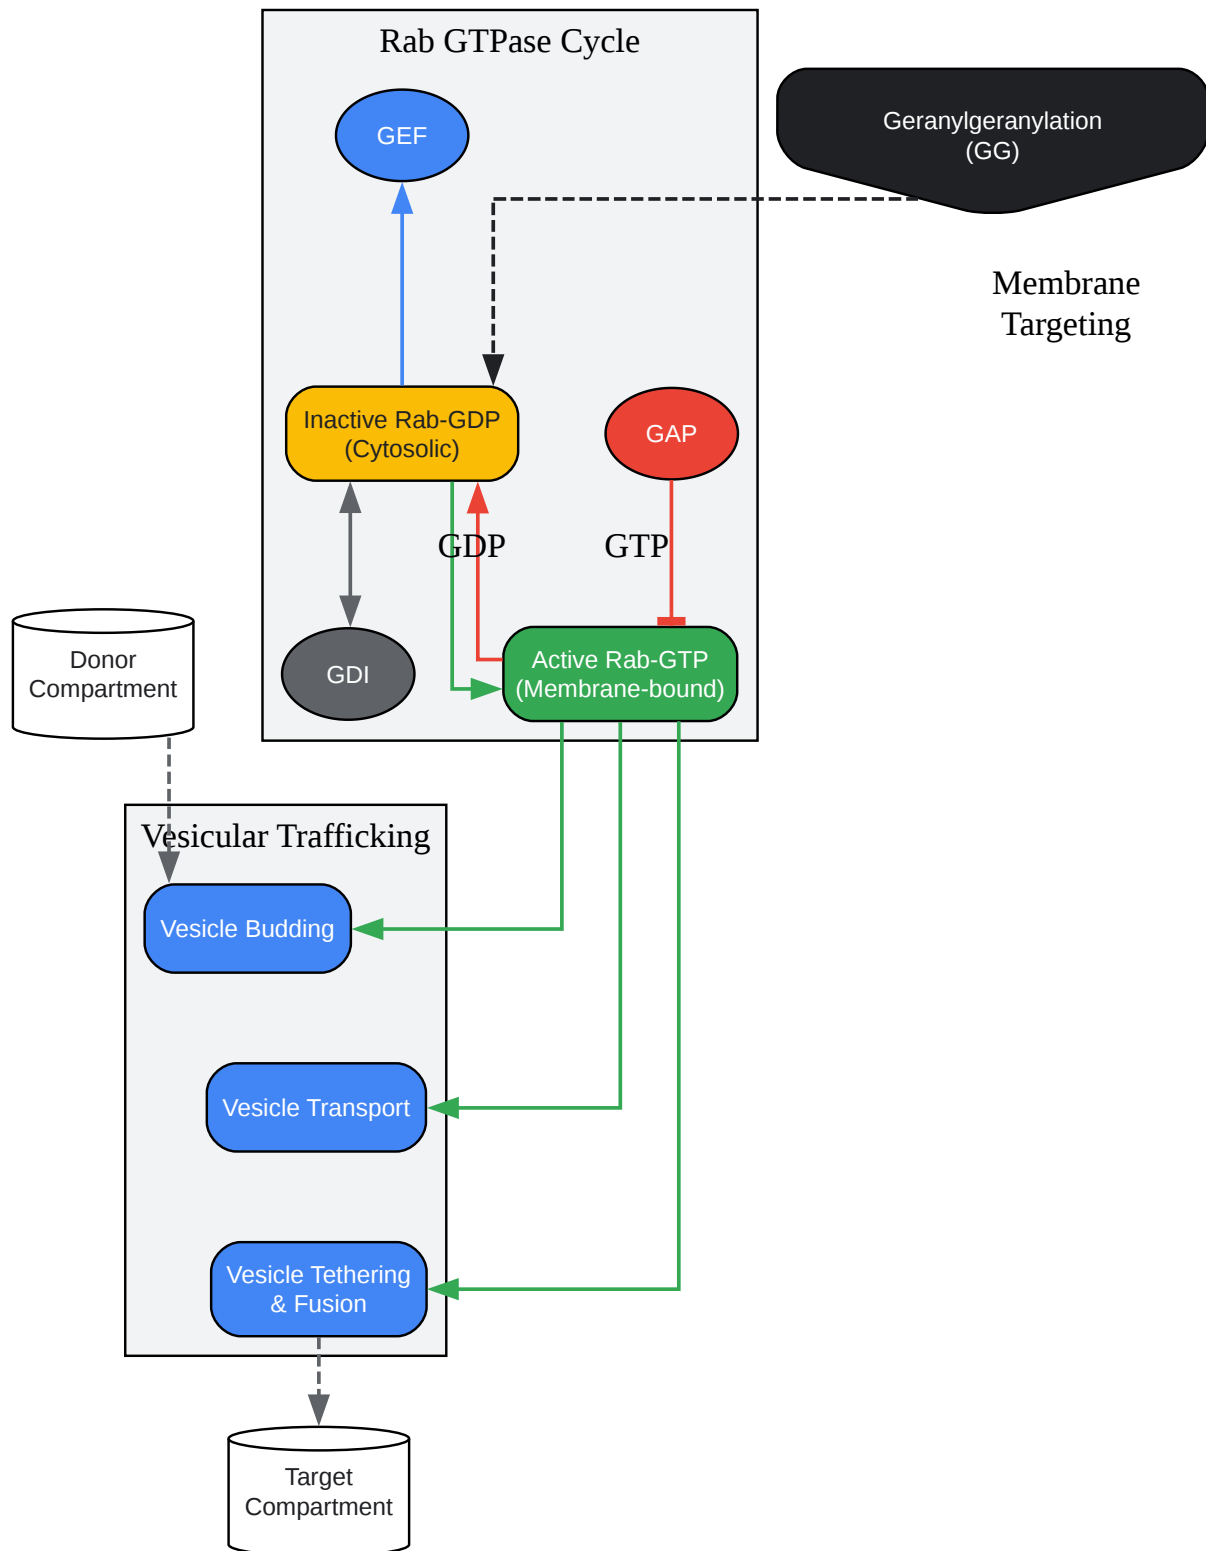 Rab GTPase Cycle
GEF
Geranylgeranylation
(GG)
Membrane
Targeting
Inactive Rab-GDP
(Cytosolic)
GAP
GDP
GTP
Donor
Compartment
GDI
Active Rab-GTP
(Membrane-bound)
Vesicular Trafficking
Vesicle Budding
Vesicle Transport
Vesicle Tethering
& Fusion
Target
Compartment